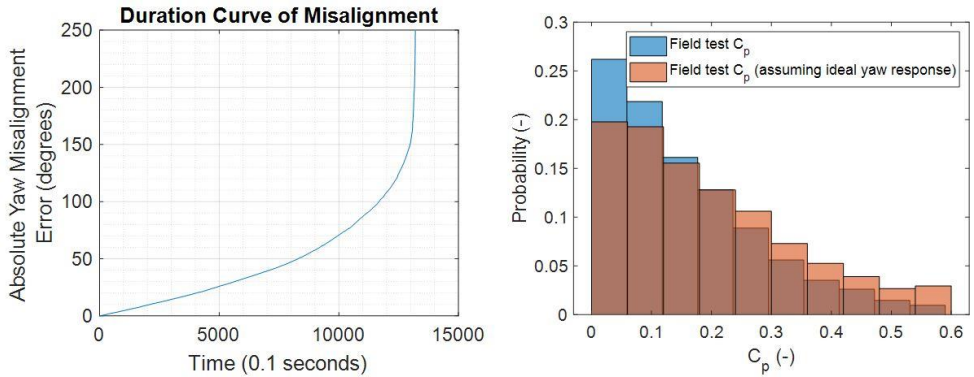 Duration Curve of Misalignment
Absolute Yaw Misalignment
Error (degrees)
250
200
150
100
50
0
0 5000 10000 15000
Time (0.1 seconds)
Field test Cp
Field test Cp (assuming ideal yaw response)
Probability (-)
0.3
0.25
0.2
0.15
0.1
0.05
0
0 0.1 0.2 0.3 0.4 0.5 0.6
Cp (-)